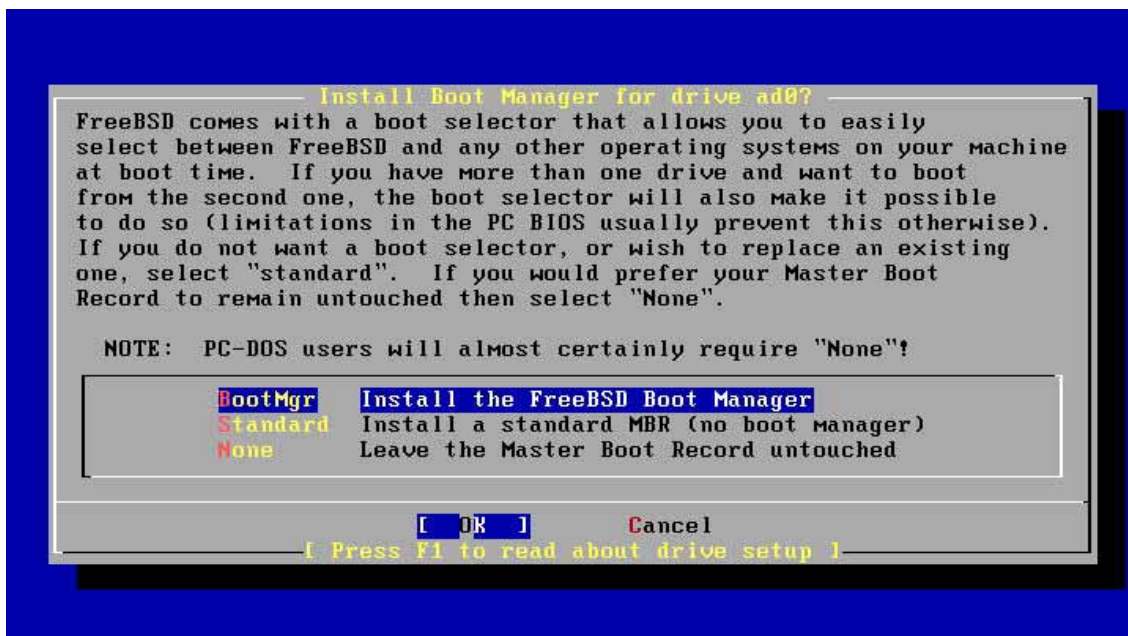 Install Boot Manager for drive ad0?
FreeBSD comes with a boot selector that allows you to easily
select between FreeBSD and any other operating systems on your machine
at boot time.  If you have more than one drive and want to boot
from the second one, the boot selector will also make it possible
to do so (limitations in the PC BIOS usually prevent this otherwise).
If you do not want a boot selector, or wish to replace an existing
one, select "standard".  If you would prefer your Master Boot
Record to remain untouched then select "None".
NOTE:  PC-DOS users will almost certainly require "None"!
BootMgr   Install the FreeBSD Boot Manager
Standard  Install a standard MBR (no boot manager)
None      Leave the Master Boot Record untouched
[  OK  ]       Cancel
[ Press F1 to read about drive setup ]